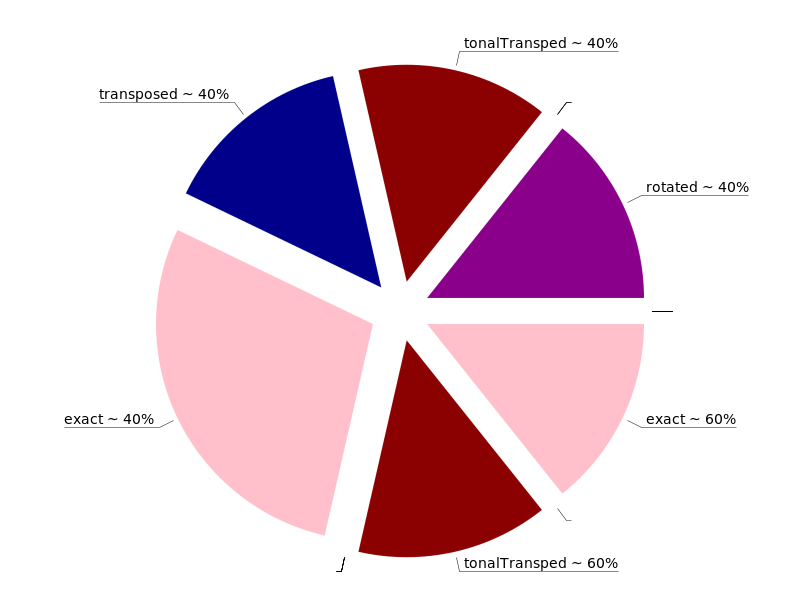 tonalTransped ~ 40%
transposed ~ 40%
rotated ~ 40%
exact ~ 40%
exact ~ 60%
tonalTransped ~ 60%